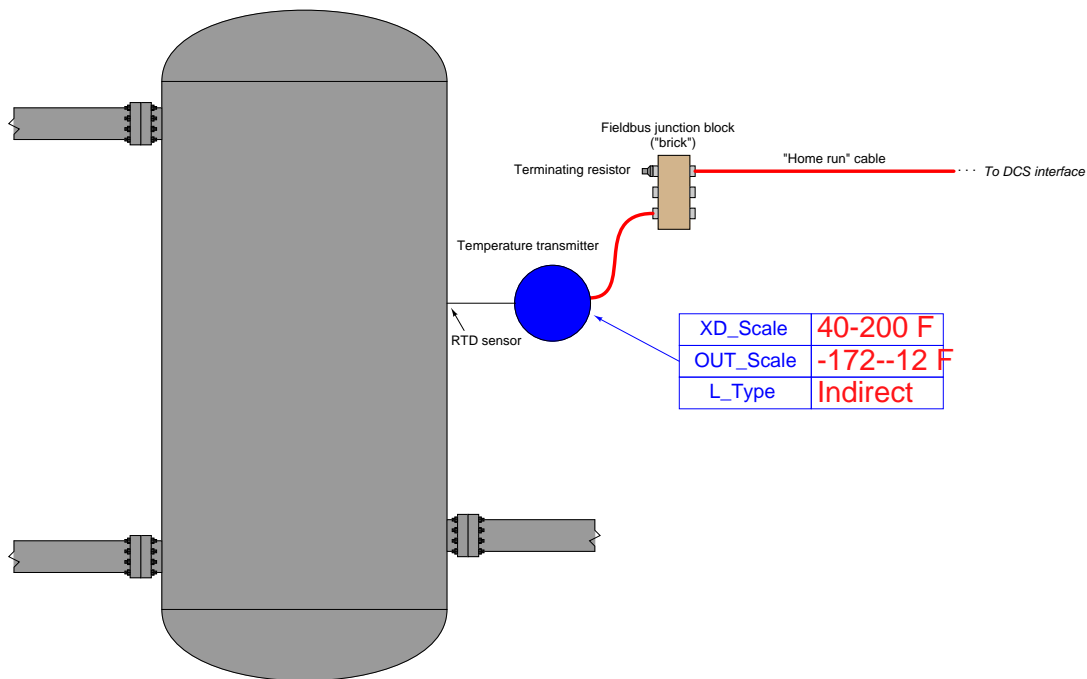 Fieldbus junction block
("brick")
Terminating resistor
"Home run" cable
To DCS interface
Temperature transmitter
RTD sensor
XD_Scale 40-200 F
OUT_Scale -172--12 F
L_Type Indirect